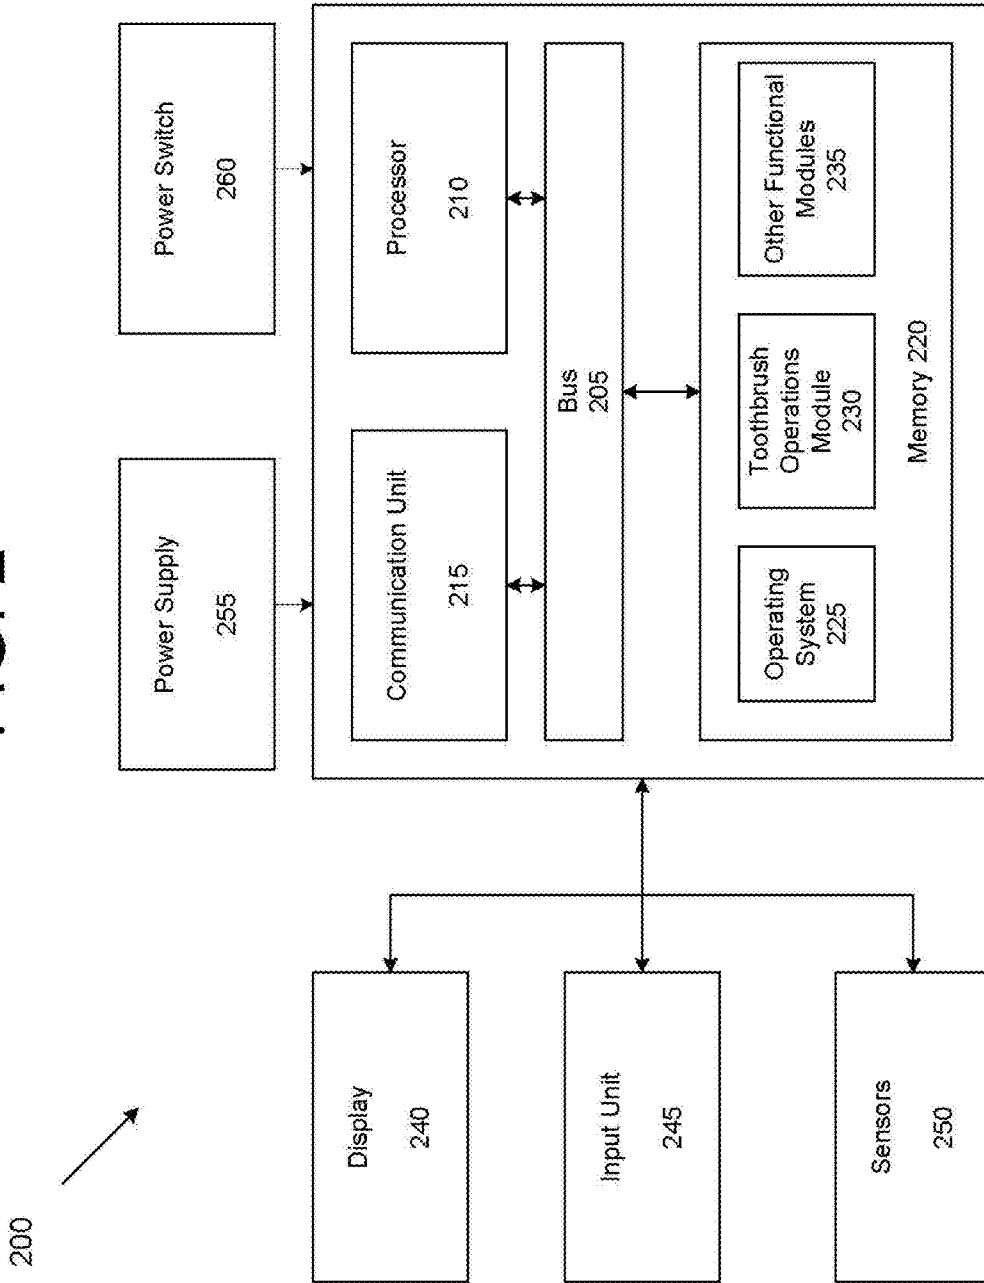 200
Power Supply
255
Power Switch
260
Display
240
Communication Unit
215
Processor
210
Bus
205
Input Unit
245
Operating
System
225
Toothbrush
Operations
Module
230
Other Functional
Modules
235
Memory 220
Sensors
250